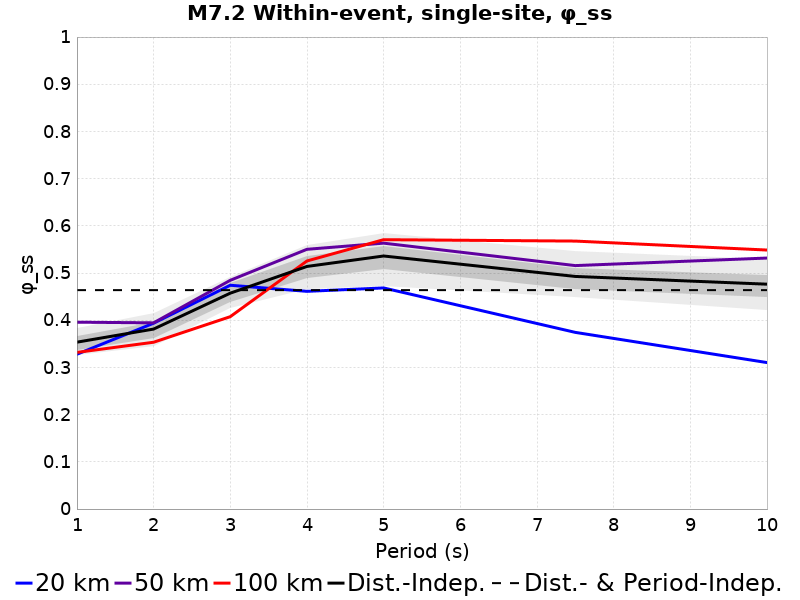 M7.2 Within-event, single-site, φ_ss
1
0.9
0.8
0.7
0.6
0.5
0.4
0.3
0.2
0.1
0
φ_ss
1 2 3 4 5 6 7 8 9 10
Period (s)
20 km 50 km 100 km Dist.-Indep. Dist.- & Period-Indep.